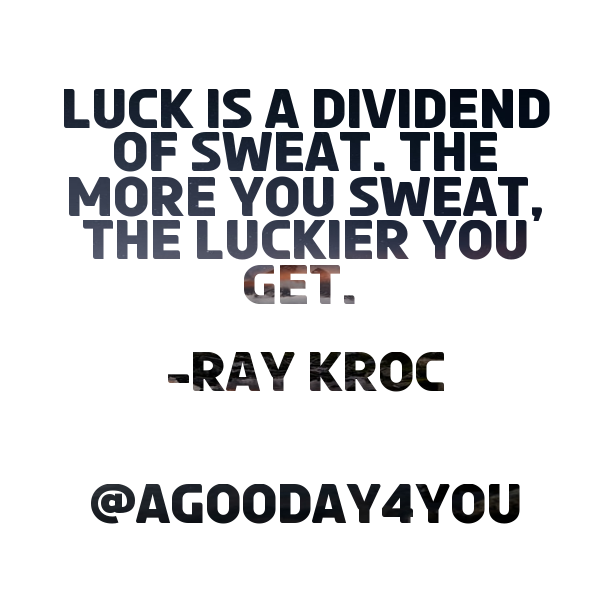 LUCK IS A DIVIDEND
OF SWEAT. THE
MORE YOU SWEAT,
THE LUCKIER YOU
GET.
-RAY KROC
@AGOODAY4YOU